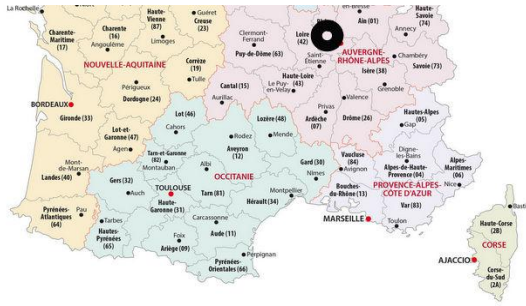 La Rochelle
Charente-
Maritime
(17)
Charente
(16)
Angoulême
Haute-
Vienne
(87)
Limoges
Guéret
Creuse
(23)
Clermont-
Ferrand
Puy-de-Dôme (63)
Loire
(42)
Saint-
Étienne
en-Bresse
Ain (01)
Annecy
Haute-
Savoie
(74)
AUVERGNE-
RHÔNE-ALPES
Chambéry
Savoie (73)
Isère (38)
Grenoble
NOUVELLE-AQUITAINE
Corrèze
(19)
Tulle
Périgueux
Dordogne (24)
Cantal (15)
Aurillac
Haute-Loire
(43)
Le Puy-
en-Velay
Valence
Privas
Ardèche
(07)
Drôme (26)
Hautes-Alpes
(05)
Gap
BORDEAUX
Gironde (33)
Lot (46)
Cahors
Lozère (48)
Mende
Rodez
Aveyron
(12)
Lot-et-
Garonne
(47)
Agen
Tarn-et-Garonne
(82)
Montauban
Albi
Tarn (81)
Gard (30)
Nîmes
Vaucluse
(84)
Avignon
Digne-
les-Bains
Alpes-de-Haute-
Provence (04)
Alpes-
Maritimes
(06)
Nice
Mont-
de-Marsan
Landes (40)
Gers (32)
Auch
TOULOUSE
Haute-
Garonne (31)
OCCITANIE
Montpellier
Hérault (34)
Bouches-
du-Rhône (13)
PROVENCE-ALPES-
CÔTE D'AZUR
Var (83)
MARSEILLE
Toulon
Pyrénées-
Atlantiques
(64)
Pau
Tarbes
Hautes-
Pyrénées
(65)
Foix
Ariège (09)
Carcassonne
Aude (11)
Perpignan
Pyrénées-
Orientales (66)
Basti
Haute-Corse
(2B)
CORSE
AJACCIO
Corse-
du-Sud
(2A)